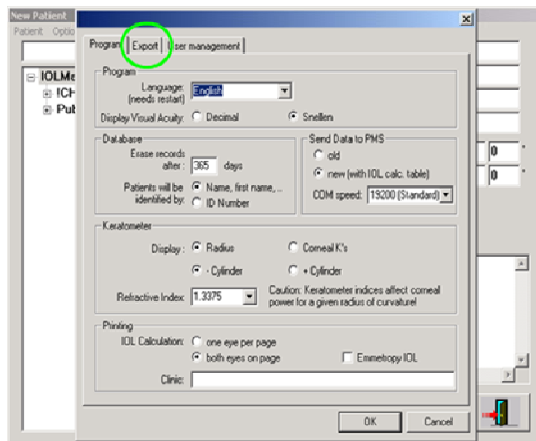 New Patient
Patient Optio
Program Export User management
IOLMa
!CH
Pub
Program
Language:
(needs restart)
English
Display Visual Acuity: Decimal Snellen
Database
Erase records
after: 365 days
Patients will be
identified by: Name, first name,...
ID Number
Send Data to PMS
old
new (with IOL calc. table)
COM speed: 19200 (Standard)
0 °
0 °
Keratometer
Display : Radius Corneal K's
- Cylinder + Cylinder
Refractive Index: 1.3375
Caution: Keratometer indices affect corneal
power for a given radius of curvature!
Printing
IOL Calculation: one eye per page
both eyes on page Emmetropy IOL
Clinic:
OK Cancel